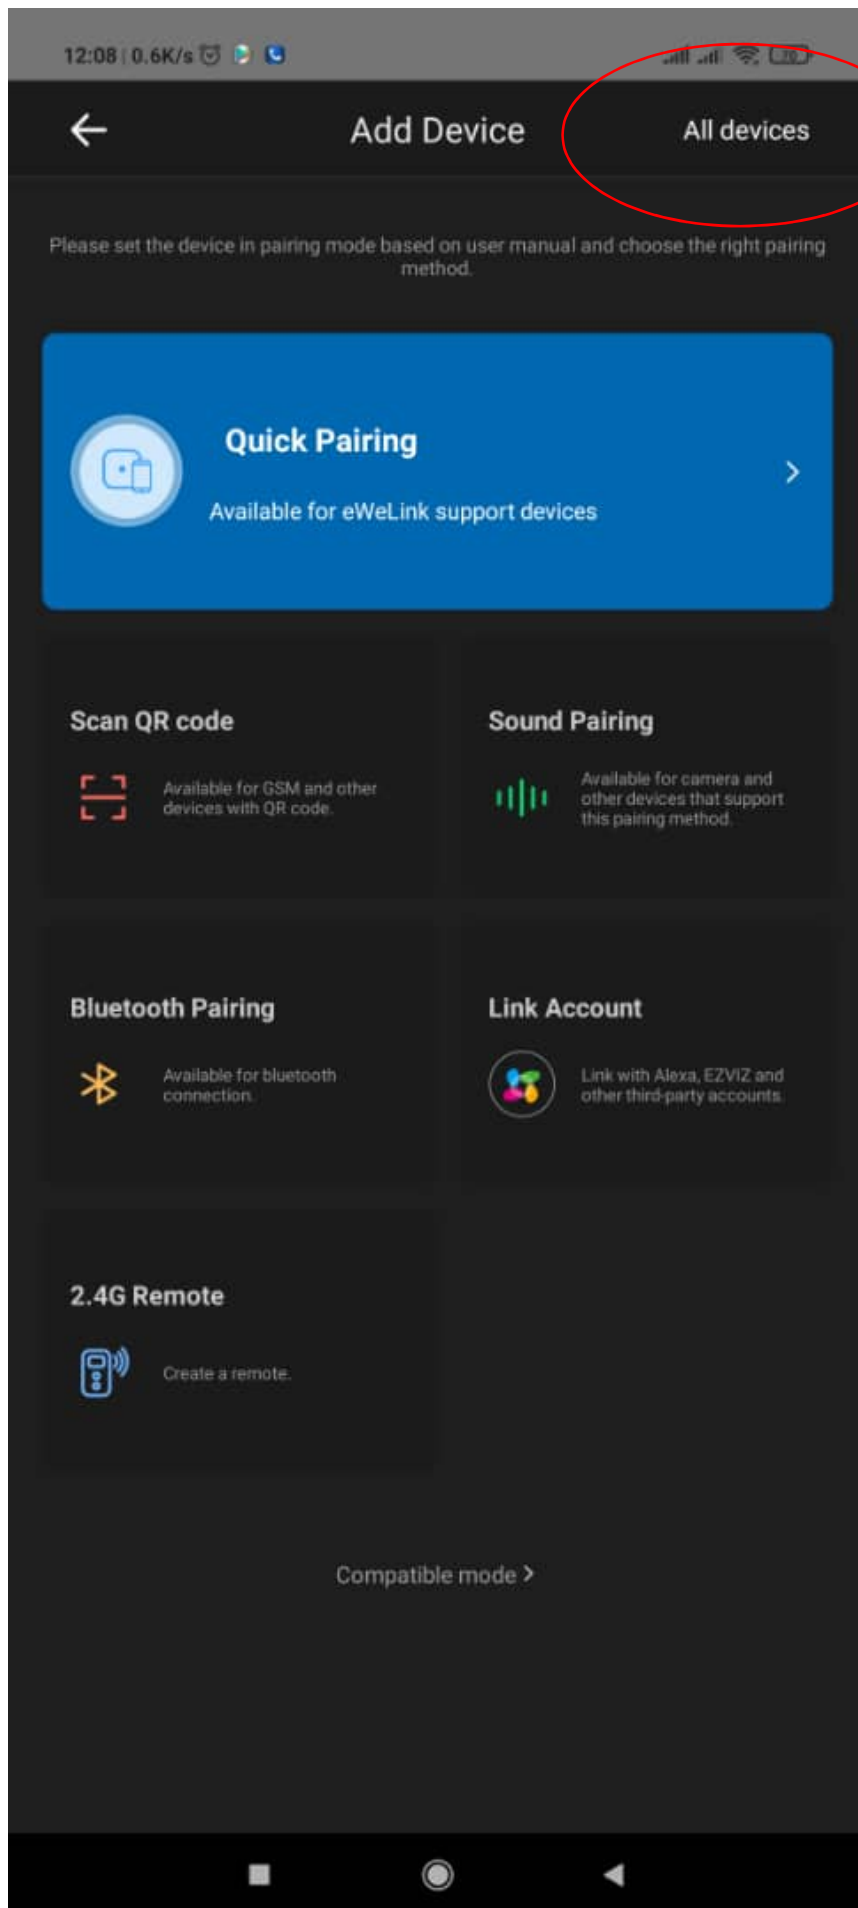 12:08 | 0.6K/s
70
Add Device
All devices
Please set the device in pairing mode based on user manual and choose the right pairing
method.
Quick Pairing
Available for eWeLink support devices
Scan QR code
Available for GSM and other
devices with QR code.
Sound Pairing
Available for camera and
other devices that support
this pairing method.
Bluetooth Pairing
Available for bluetooth
connection.
Link Account
Link with Alexa, EZVIZ and
other third-party accounts.
2.4G Remote
Create a remote.
Compatible mode >